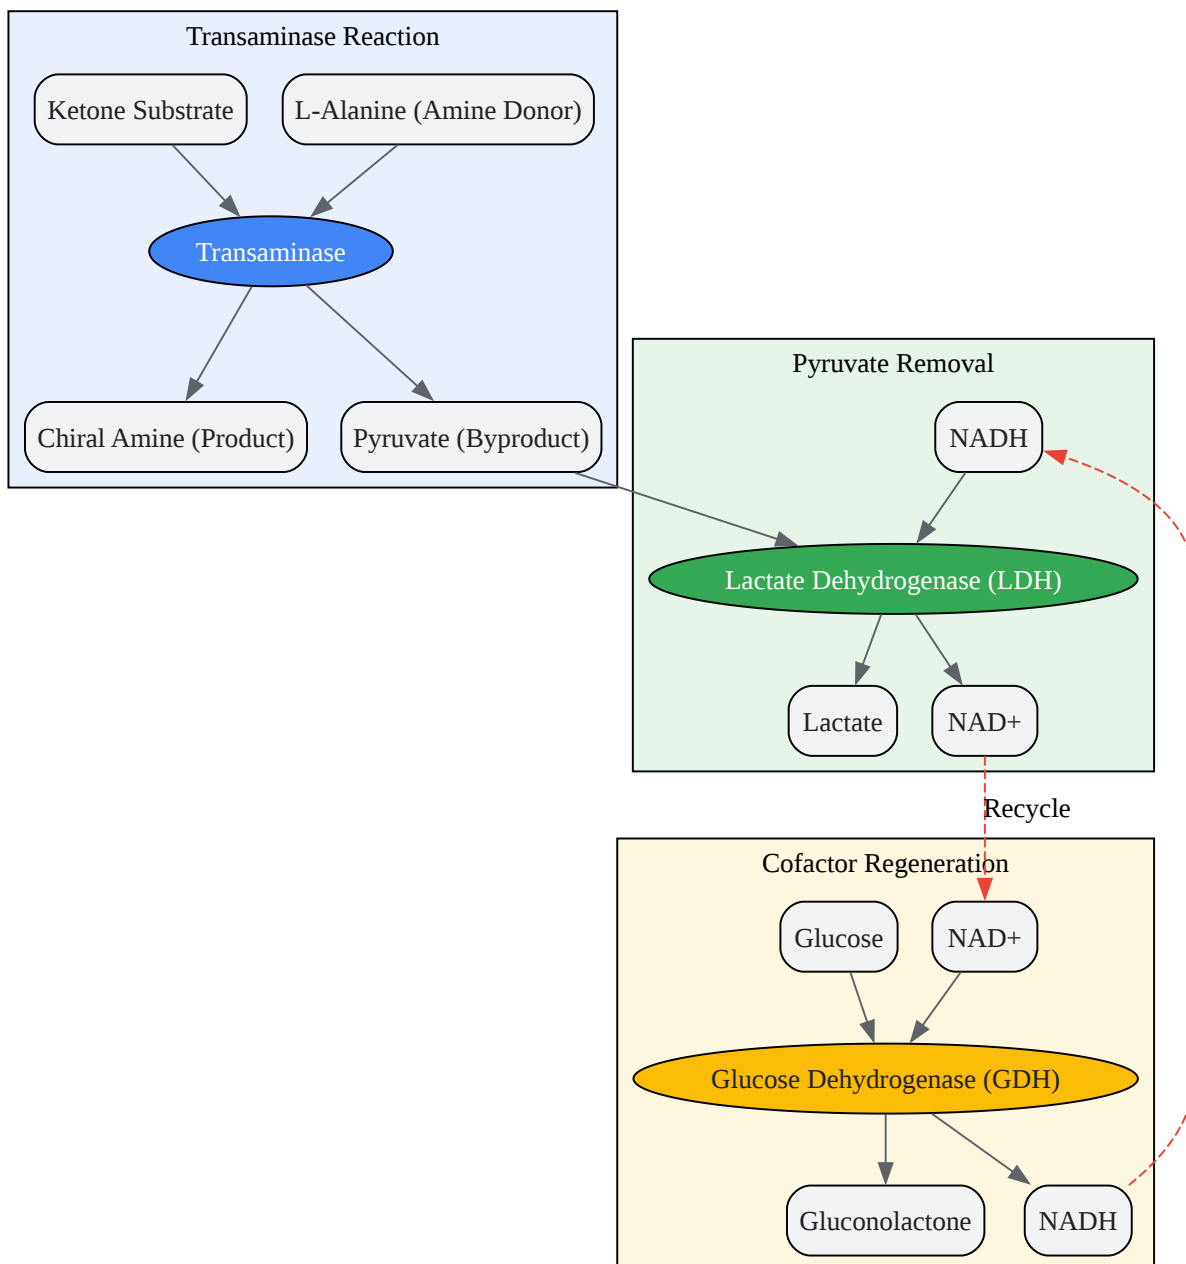 Transaminase Reaction
Ketone Substrate
L-Alanine (Amine Donor)
Transaminase
Chiral Amine (Product)
Pyruvate (Byproduct)
Pyruvate Removal
NADH
Lactate Dehydrogenase (LDH)
Lactate
NAD+
Recycle
Cofactor Regeneration
Glucose
NAD+
Glucose Dehydrogenase (GDH)
Gluconolactone
NADH